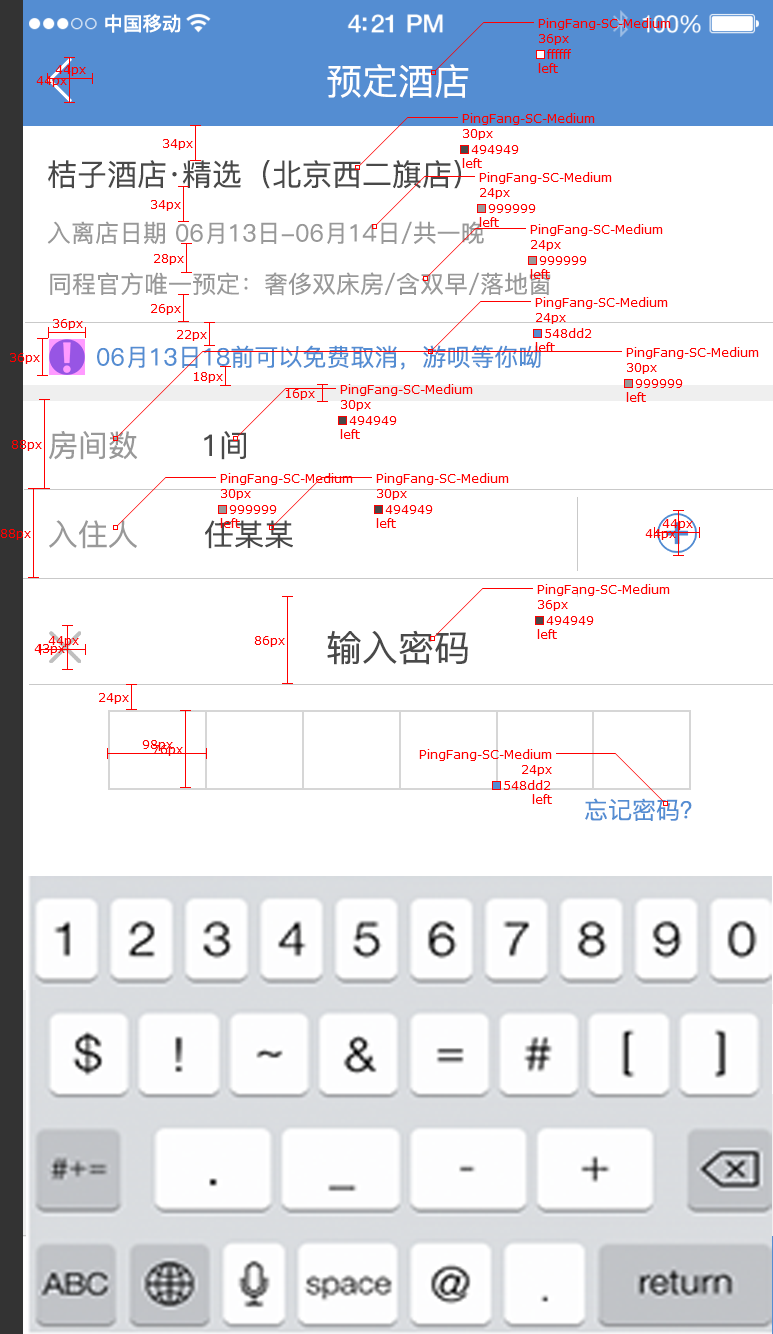 中国移动 4:21 PM 100%
PingFang-SC-Medium
36px
ffffff
left
44px
44px
预定酒店
PingFang-SC-Medium
30px
494949
left
34px
桔子酒店·精选（北京西二旗店）
PingFang-SC-Medium
24px
999999
left
34px
入离店日期 06月13日-06月14日/共一晚
PingFang-SC-Medium
24px
999999
left
28px
同程官方唯一预定：奢侈双床房/含双早/落地窗
26px
PingFang-SC-Medium
24px
548dd2
left
36px
22px
36px
06月13日18前可以免费取消，游呗等你呦
PingFang-SC-Medium
30px
999999
left
18px
16px
PingFang-SC-Medium
30px
494949
left
88px
房间数 1间
PingFang-SC-Medium
30px
999999
left
PingFang-SC-Medium
30px
494949
left
88px
入住人 任某某
44px
44px
PingFang-SC-Medium
36px
494949
left
44px
43px
86px
输入密码
24px
98px
76px
PingFang-SC-Medium
24px
548dd2
left
忘记密码?
1 2 3 4 5 6 7 8 9 0
$ ! ~ & = # [ ]
#+= . _ - +
ABC space @ . return